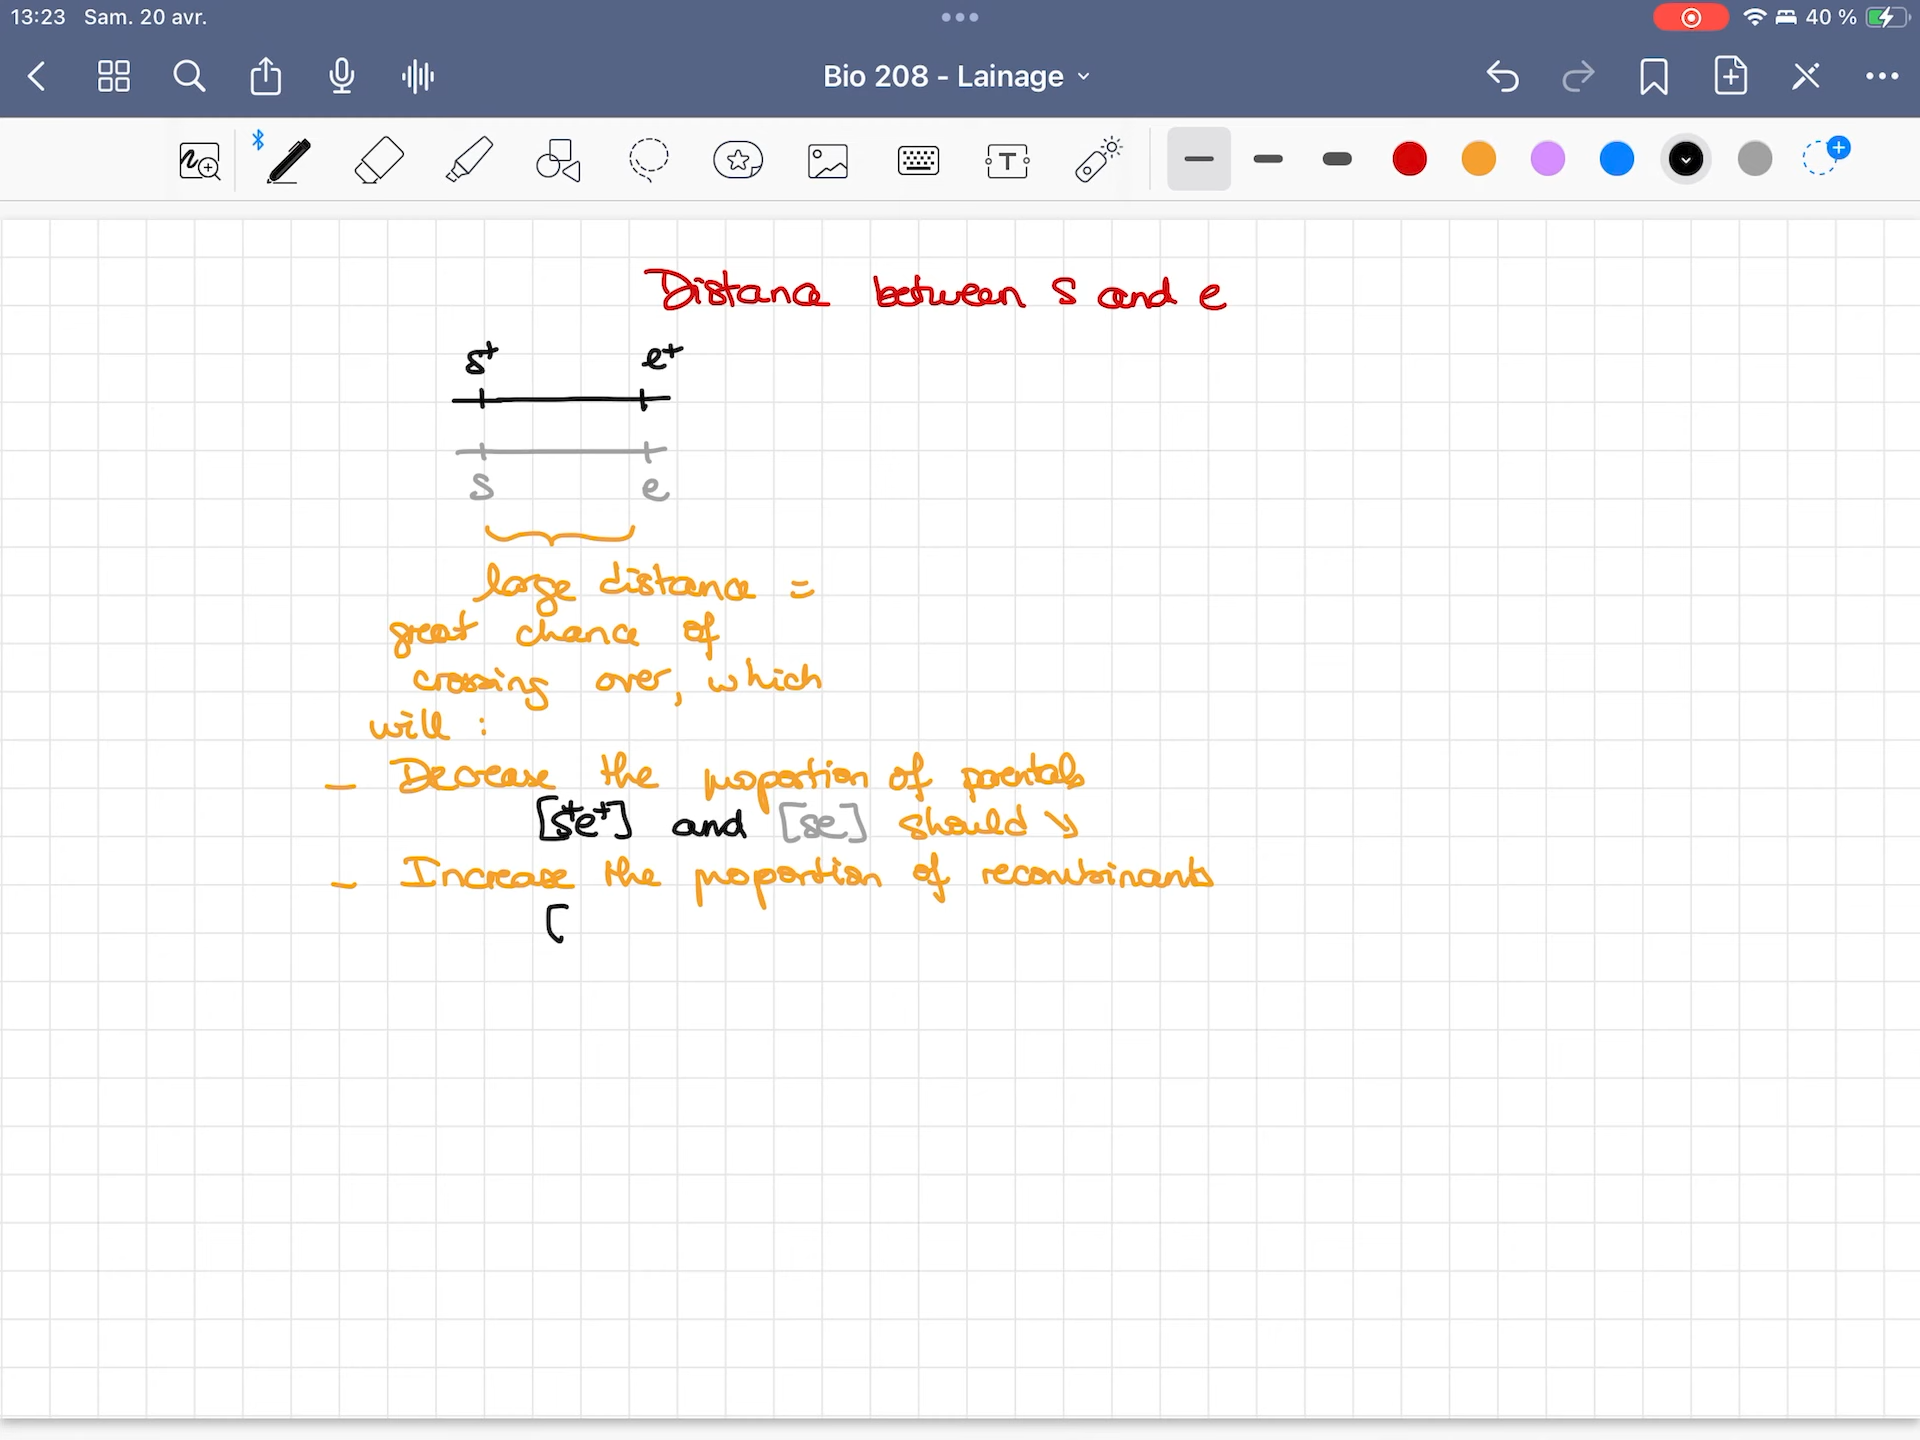 13:23 Sam. 20 avr.
40 %
Bio 208 - Lainage
T
Distance between s and e
s+ e+
s e
large distance =
great chance of
crossing over, which
will :
- Decrease the proportion of parentals
[s+e+] and [se] should ↘
- Increase the proportion of recombinants
[